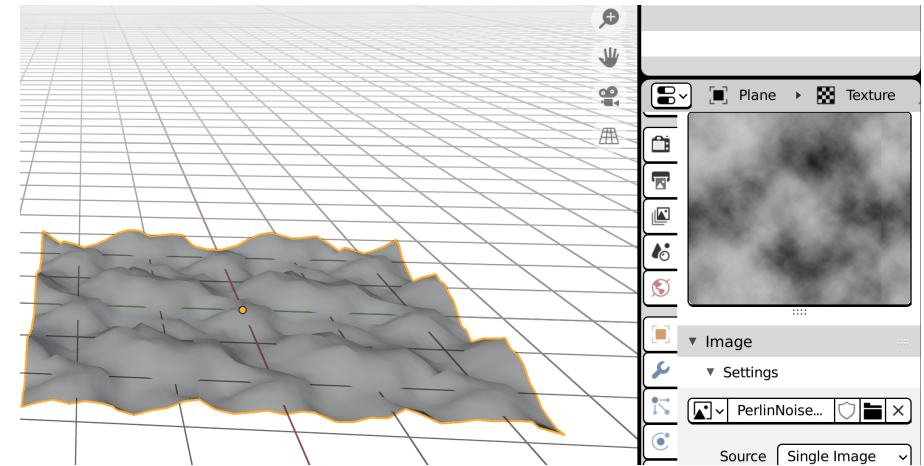 Plane Texture
Image
Settings
PerlinNoise...
Source Single Image